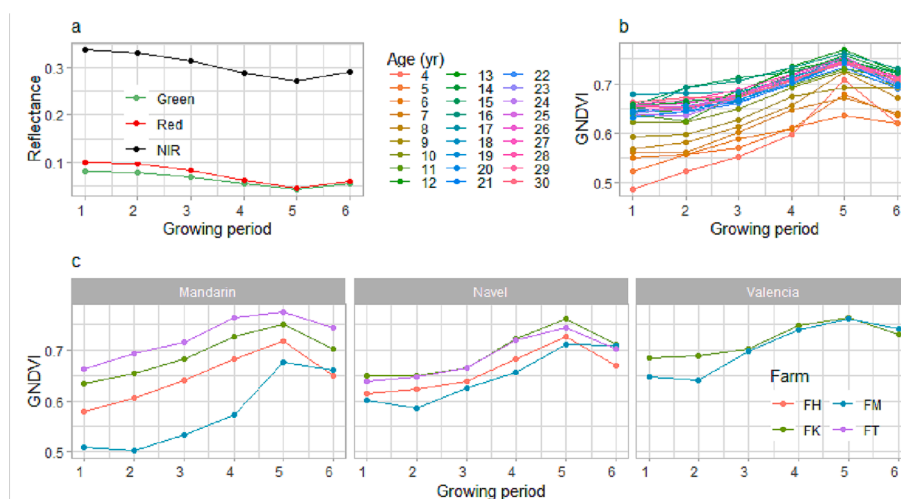 a
Reflectance
0.3
0.1
Green
Red
NIR
1 2 3 4 5 6
Growing period
Age (yr)
4 13 22
5 14 23
6 15 24
7 16 25
8 17 26
9 18 27
10 19 28
11 20 29
12 21 30
b
GNDVI
0.7
0.6
0.5
1 2 3 4 5 6
Growing period
c
Mandarin Navel Valencia
GNDVI
0.7
0.6
0.5
Farm
FH FM
FK FT
1 2 3 4 5 6 1 2 3 4 5 6 1 2 3 4 5 6
Growing period